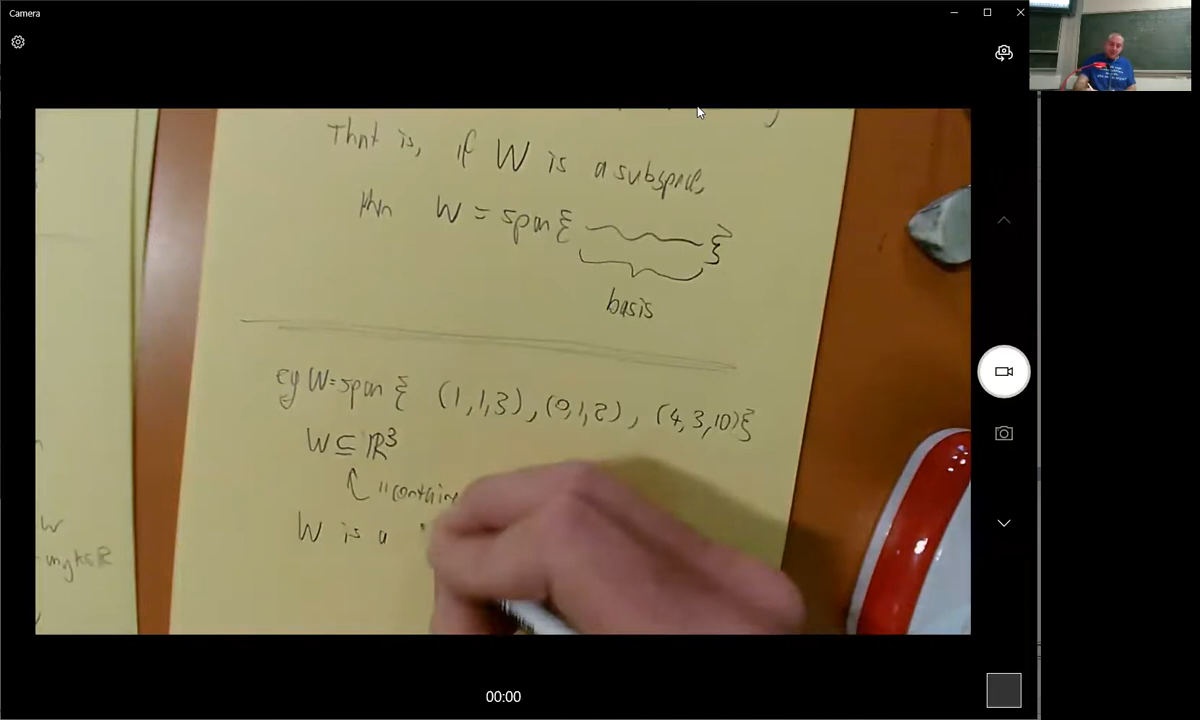 Camera
That is, if W is a subspace,
then W = span {
}
basis
eg W = span { (1,1,3), (0,1,2), (4,3,10) }
W ⊆ ℝ³
"containe
W is a
W
00:00